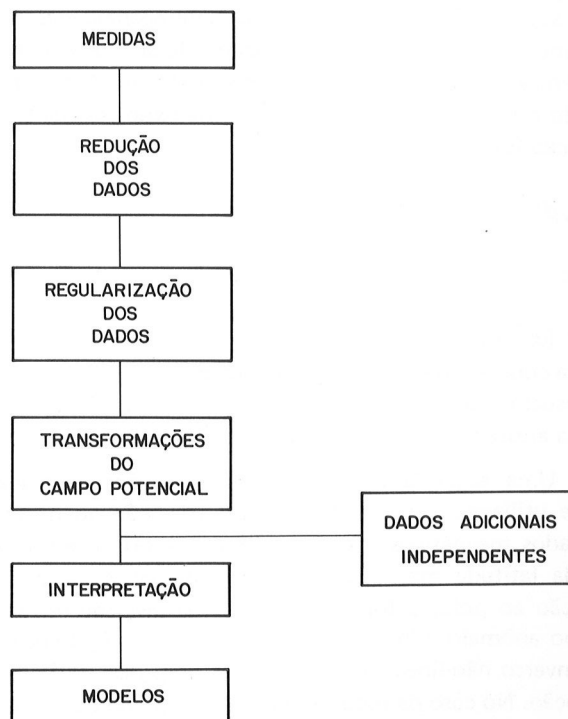 MEDIDAS
REDUÇÃO
DOS
DADOS
REGULARIZAÇÃO
DOS
DADOS
TRANSFORMAÇÕES
DO
CAMPO POTENCIAL
DADOS ADICIONAIS
INDEPENDENTES
INTERPRETAÇÃO
MODELOS